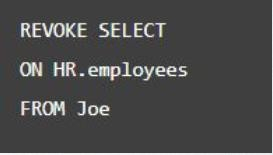 REVOKE SELECT
ON HR.employees
FROM Joe